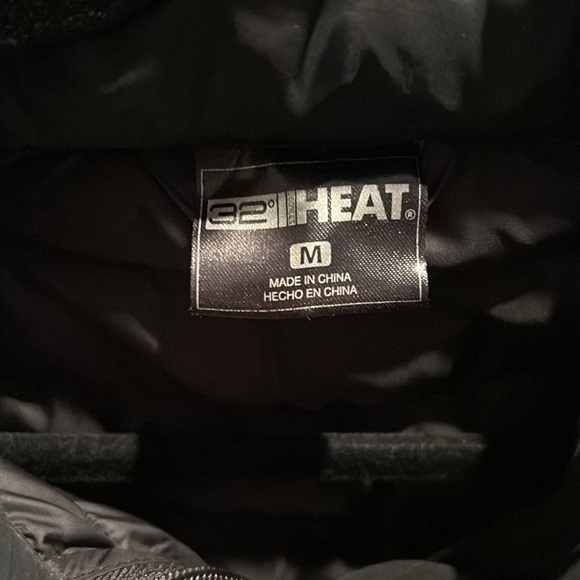 32° HEAT®
M
MADE IN CHINA
HECHO EN CHINA